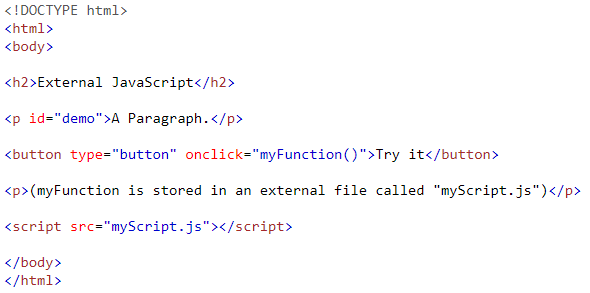 <!DOCTYPE html>
<html>
<body>
<h2>External JavaScript</h2>
<p id="demo">A Paragraph.</p>
<button type="button" onclick="myFunction()">Try it</button>
<p>(myFunction is stored in an external file called "myScript.js")</p>
<script src="myScript.js"></script>
</body>
</html>